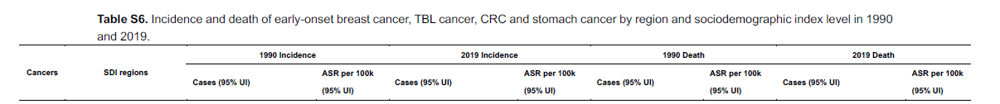 Table S6. Incidence and death of early-onset breast cancer, TBL cancer, CRC and stomach cancer by region and sociodemographic index level in 1990
and 2019.
Cancers SDI regions 1990 Incidence 2019 Incidence 1990 Death 2019 Death
Cases (95% UI) ASR per 100k (95% UI) Cases (95% UI) ASR per 100k (95% UI) Cases (95% UI) ASR per 100k (95% UI) Cases (95% UI) ASR per 100k (95% UI)